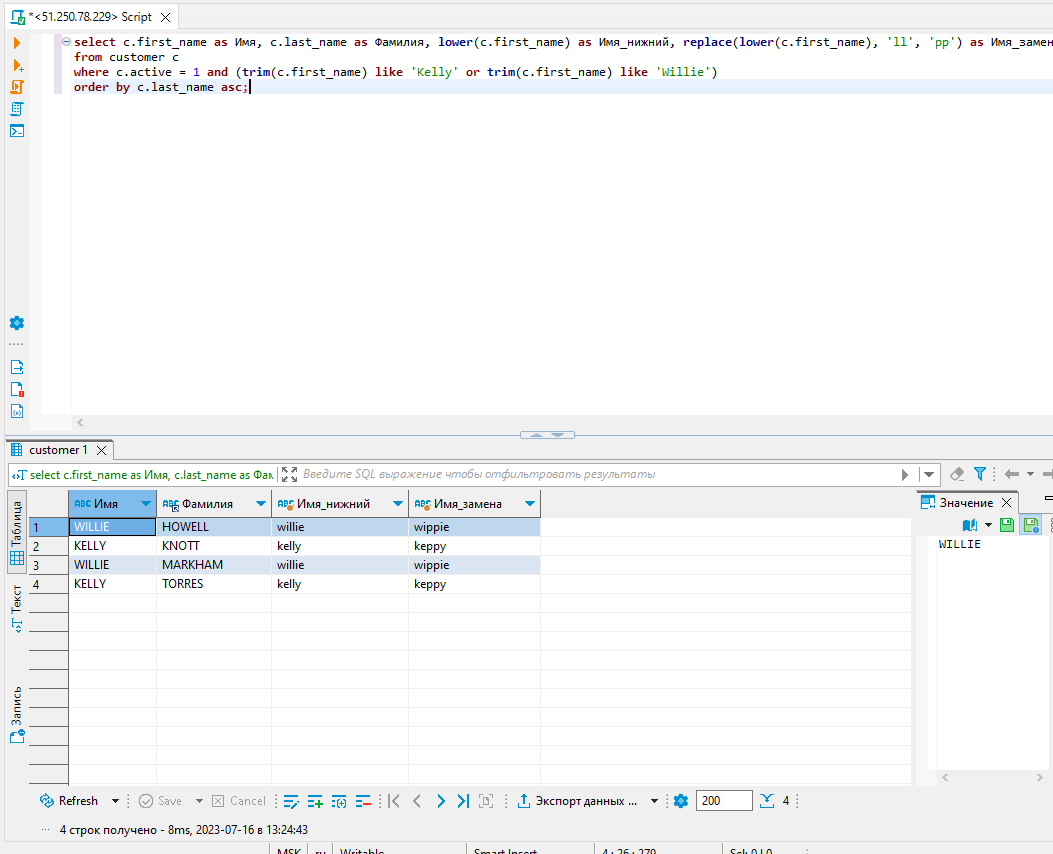 *<51.250.78.229> Script
select c.first_name as Имя, c.last_name as Фамилия, lower(c.first_name) as Имя_нижний, replace(lower(c.first_name), 'll', 'pp') as Имя_замен
from customer c
where c.active = 1 and (trim(c.first_name) like 'Kelly' or trim(c.first_name) like 'Willie')
order by c.last_name asc;
customer 1
select c.first_name as Имя, c.last_name as Фам
Введите SQL выражение чтобы отфильтровать результаты
Таблица
Текст
Запись
ABC Имя ABC Фамилия ABC Имя_нижний ABC Имя_замена
1 WILLIE HOWELL willie wippie
2 KELLY KNOTT kelly keppy
3 WILLIE MARKHAM willie wippie
4 KELLY TORRES kelly keppy
Значение
WILLIE
Refresh Save Cancel Экспорт данных ... 200 4
4 строк получено - 8ms, 2023-07-16 в 13:24:43
MSK ru Writable Smart Insert 4 : 26 : 279 Sel: 0 | 0